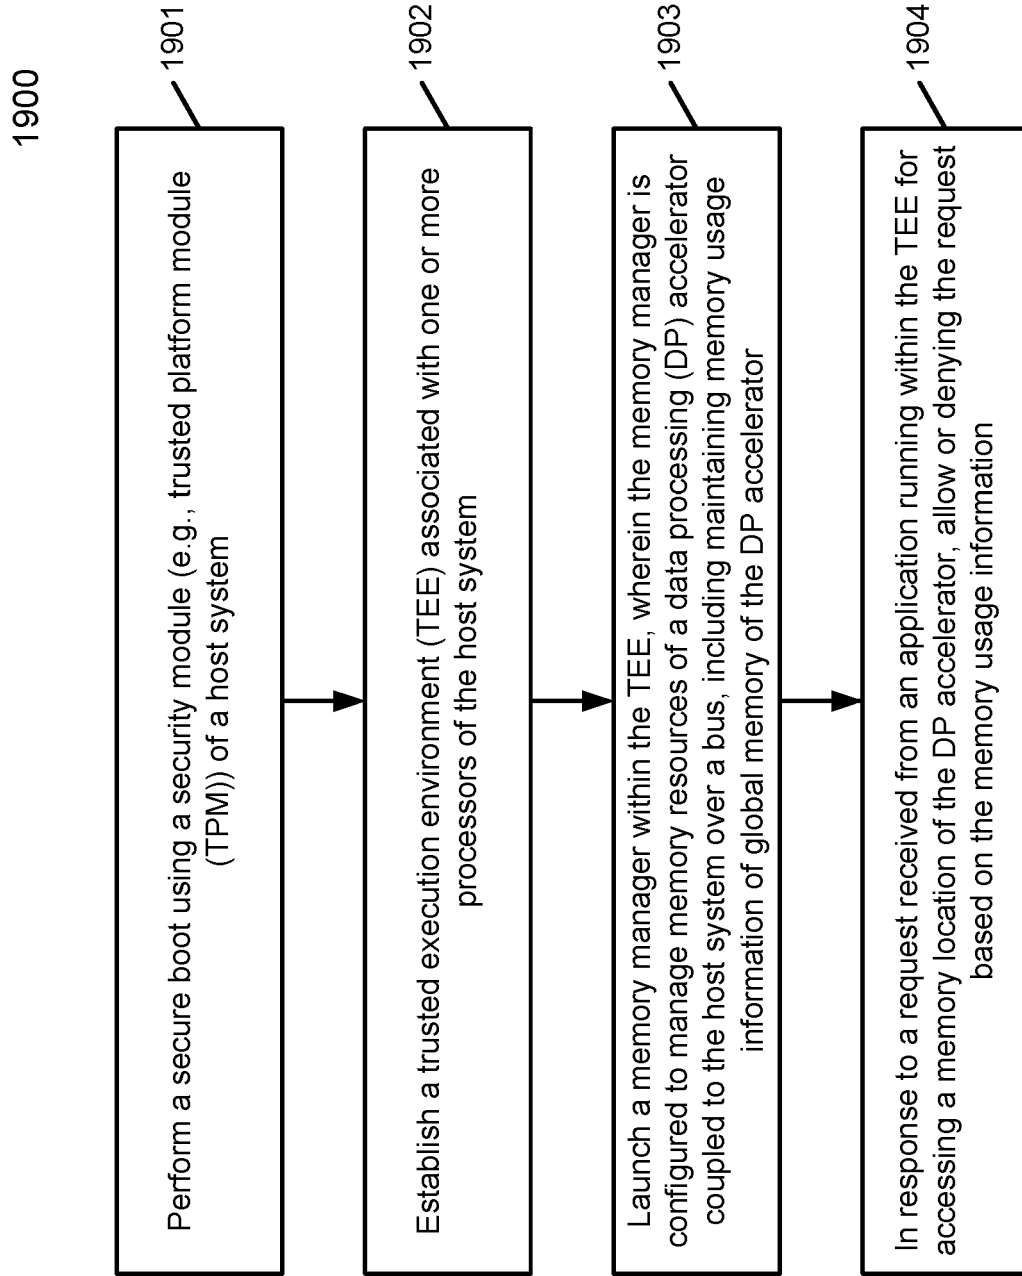 1900
1901
Perform a secure boot using a security module (e.g., trusted platform module
(TPM)) of a host system
1902
Establish a trusted execution environment (TEE) associated with one or more
processors of the host system
1903
Launch a memory manager within the TEE, wherein the memory manager is
configured to manage memory resources of a data processing (DP) accelerator
coupled to the host system over a bus, including maintaining memory usage
information of global memory of the DP accelerator
1904
In response to a request received from an application running within the TEE for
accessing a memory location of the DP accelerator, allow or denying the request
based on the memory usage information